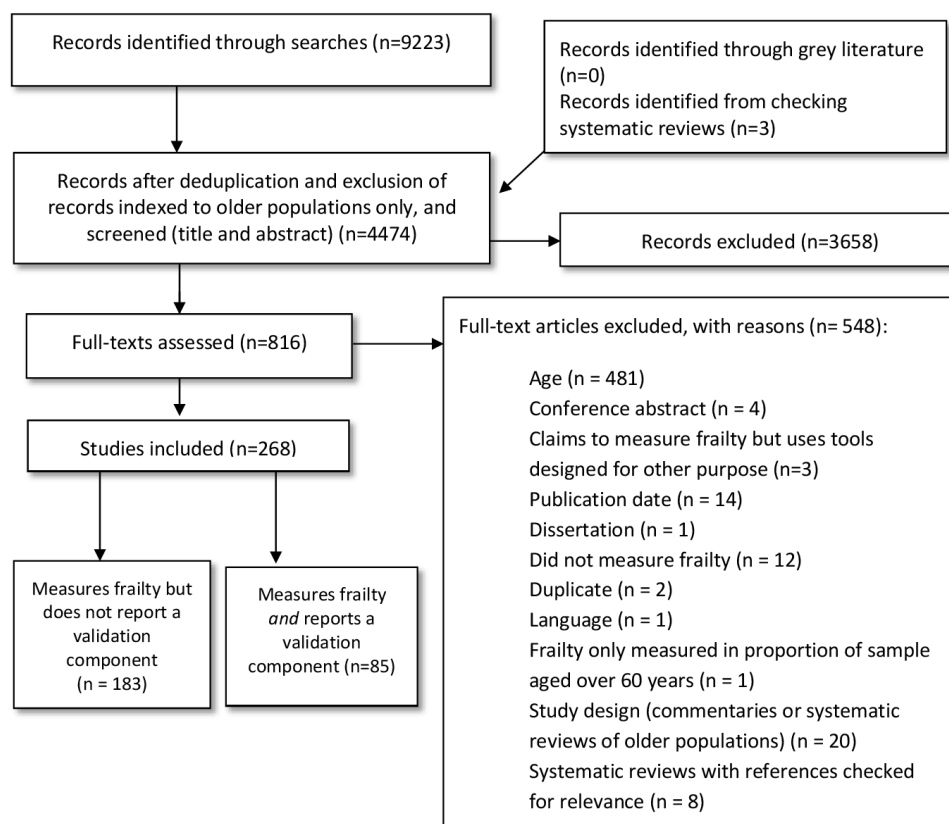 Records identified through searches (n=9223)
Records identified through grey literature
(n=0)
Records identified from checking
systematic reviews (n=3)
Records after deduplication and exclusion of
records indexed to older populations only, and
screened (title and abstract) (n=4474)
Records excluded (n=3658)
Full-texts assessed (n=816)
Full-text articles excluded, with reasons (n= 548):
Age (n = 481)
Conference abstract (n = 4)
Claims to measure frailty but uses tools
designed for other purpose (n=3)
Publication date (n = 14)
Dissertation (n = 1)
Did not measure frailty (n = 12)
Duplicate (n = 2)
Language (n = 1)
Frailty only measured in proportion of sample
aged over 60 years (n = 1)
Study design (commentaries or systematic
reviews of older populations) (n = 20)
Systematic reviews with references checked
for relevance (n = 8)
Studies included (n=268)
Measures frailty but
does not report a
validation
component
(n = 183)
Measures frailty
and reports a
validation
component (n=85)